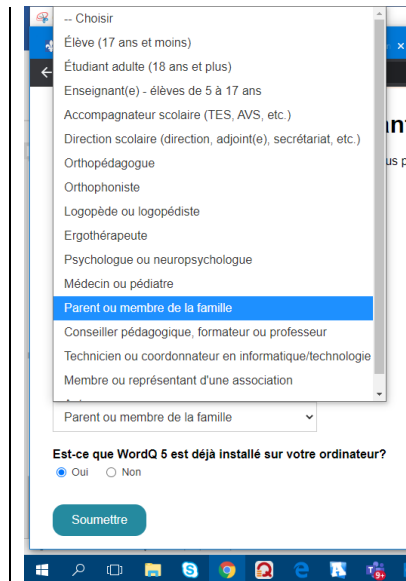 -- Choisir
Élève (17 ans et moins)
Étudiant adulte (18 ans et plus)
Enseignant(e) - élèves de 5 à 17 ans
Accompagnateur scolaire (TES, AVS, etc.)
Direction scolaire (direction, adjoint(e), secrétariat, etc.)
Orthopédagogue
Orthophoniste
Logopède ou logopédiste
Ergothérapeute
Psychologue ou neuropsychologue
Médecin ou pédiatre
Parent ou membre de la famille
Conseiller pédagogique, formateur ou professeur
Technicien ou coordonnateur en informatique/technologie
Membre ou représentant d'une association
Parent ou membre de la famille
Est-ce que WordQ 5 est déjà installé sur votre ordinateur?
Oui Non
Soumettre
9+